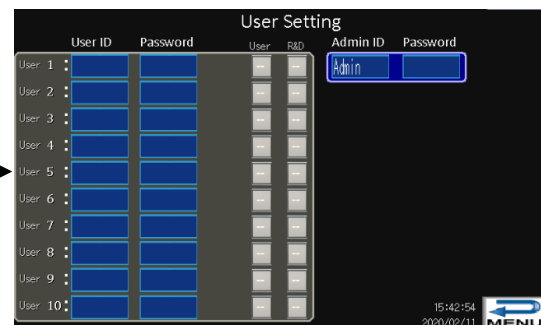 User Setting
User ID Password User R&D Admin ID Password
User 1 : -- -- Admin
User 2 : -- --
User 3 : -- --
User 4 : -- --
User 5 : -- --
User 6 : -- --
User 7 : -- --
User 8 : -- --
User 9 : -- --
User 10: -- --
15:42:54
2020/02/11 MENU